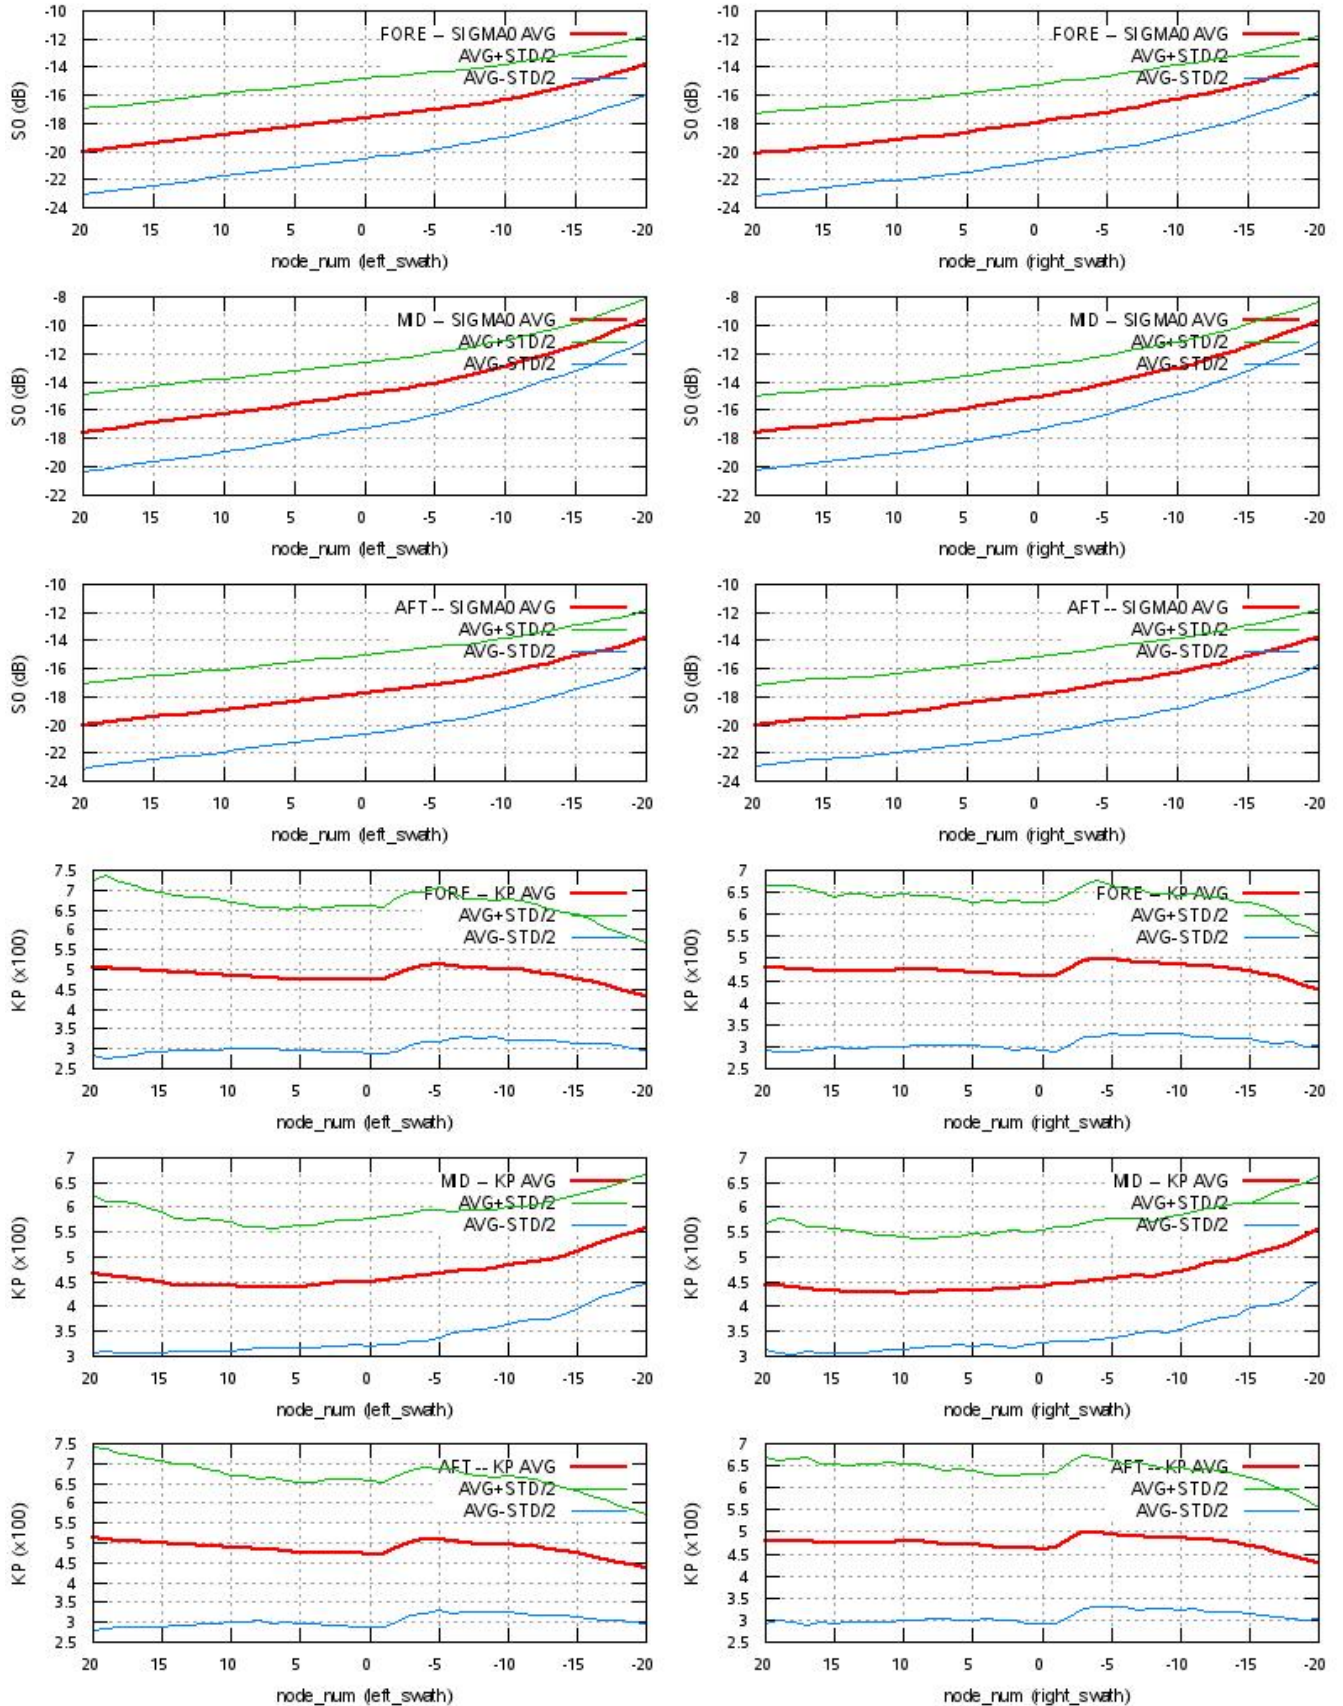 -10
-12
-14
-16
-18
-20
-22
-24
S0 (dB)
FORE -- SIGMA0 AVG
AVG+STD/2
AVG-STD/2
20 15 10 5 0 -5 -10 -15 -20
node_num (left_swath)
-10
-12
-14
-16
-18
-20
-22
-24
S0 (dB)
FORE -- SIGMA0 AVG
AVG+STD/2
AVG-STD/2
20 15 10 5 0 -5 -10 -15 -20
node_num (right_swath)
-8
-10
-12
-14
-16
-18
-20
-22
S0 (dB)
MID -- SIGMA0 AVG
AVG+STD/2
AVG-STD/2
20 15 10 5 0 -5 -10 -15 -20
node_num (left_swath)
-8
-10
-12
-14
-16
-18
-20
-22
S0 (dB)
MID -- SIGMA0 AVG
AVG+STD/2
AVG-STD/2
20 15 10 5 0 -5 -10 -15 -20
node_num (right_swath)
-10
-12
-14
-16
-18
-20
-22
-24
S0 (dB)
AFT -- SIGMA0 AVG
AVG+STD/2
AVG-STD/2
20 15 10 5 0 -5 -10 -15 -20
node_num (left_swath)
-10
-12
-14
-16
-18
-20
-22
-24
S0 (dB)
AFT -- SIGMA0 AVG
AVG+STD/2
AVG-STD/2
20 15 10 5 0 -5 -10 -15 -20
node_num (right_swath)
7.5
7
6.5
6
5.5
5
4.5
4
3.5
3
2.5
KP (x100)
FORE -- KP AVG
AVG+STD/2
AVG-STD/2
20 15 10 5 0 -5 -10 -15 -20
node_num (left_swath)
7
6.5
6
5.5
5
4.5
4
3.5
3
2.5
KP (x100)
FORE -- KP AVG
AVG+STD/2
AVG-STD/2
20 15 10 5 0 -5 -10 -15 -20
node_num (right_swath)
7
6.5
6
5.5
5
4.5
4
3.5
3
KP (x100)
MID -- KP AVG
AVG+STD/2
AVG-STD/2
20 15 10 5 0 -5 -10 -15 -20
node_num (left_swath)
7
6.5
6
5.5
5
4.5
4
3.5
3
KP (x100)
MID -- KP AVG
AVG+STD/2
AVG-STD/2
20 15 10 5 0 -5 -10 -15 -20
node_num (right_swath)
7.5
7
6.5
6
5.5
5
4.5
4
3.5
3
2.5
KP (x100)
AFT -- KP AVG
AVG+STD/2
AVG-STD/2
20 15 10 5 0 -5 -10 -15 -20
node_num (left_swath)
7
6.5
6
5.5
5
4.5
4
3.5
3
2.5
KP (x100)
AFT -- KP AVG
AVG+STD/2
AVG-STD/2
20 15 10 5 0 -5 -10 -15 -20
node_num (right_swath)